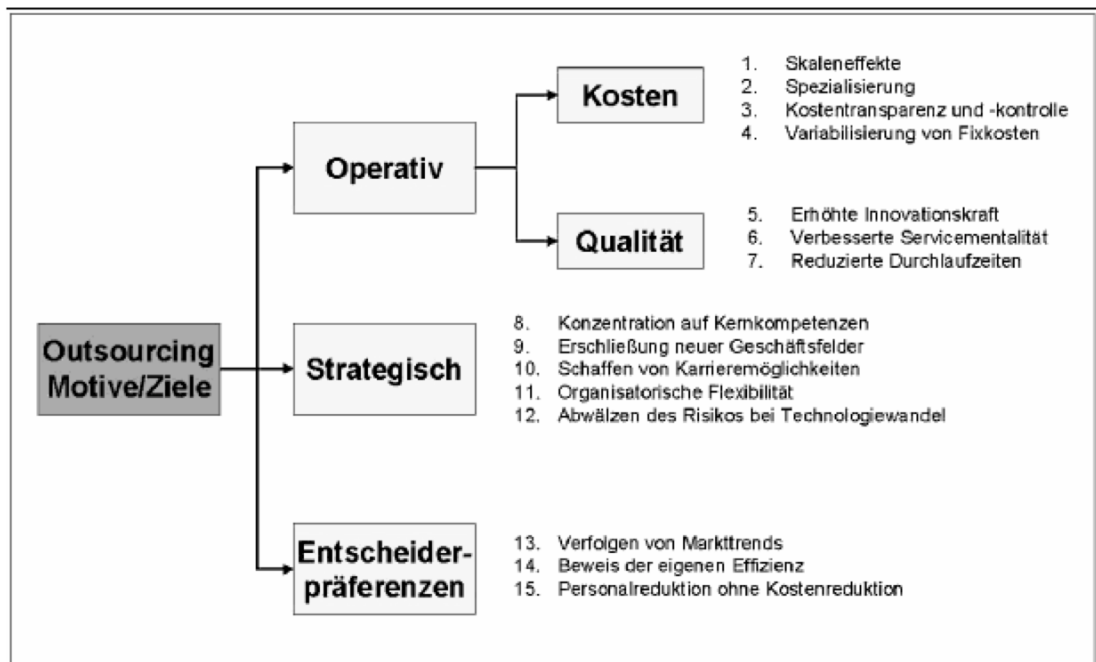 Outsourcing
Motive/Ziele
Operativ
Kosten
1. Skaleneffekte
2. Spezialisierung
3. Kostentransparenz und -kontrolle
4. Variabilisierung von Fixkosten
Qualität
5. Erhöhte Innovationskraft
6. Verbesserte Servicementalität
7. Reduzierte Durchlaufzeiten
Strategisch
8. Konzentration auf Kernkompetenzen
9. Erschließung neuer Geschäftsfelder
10. Schaffen von Karrieremöglichkeiten
11. Organisatorische Flexibilität
12. Abwälzen des Risikos bei Technologiewandel
Entscheider-
präferenzen
13. Verfolgen von Markttrends
14. Beweis der eigenen Effizienz
15. Personalreduktion ohne Kostenreduktion